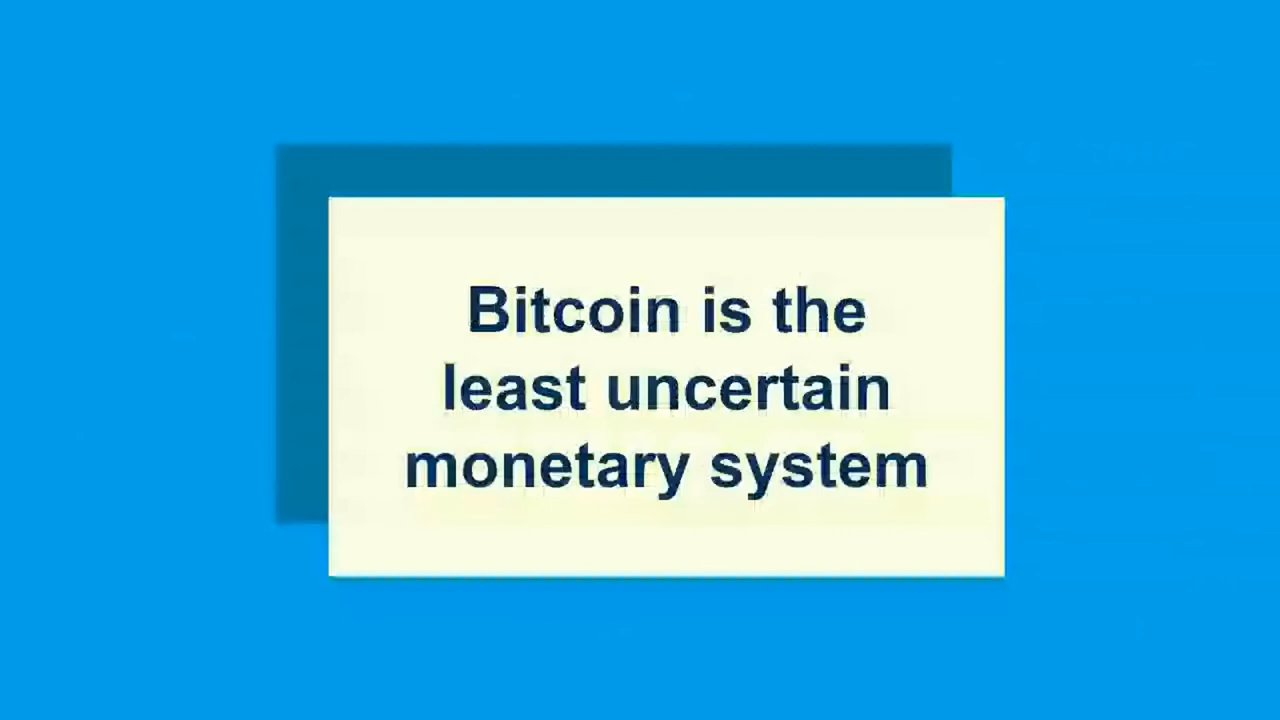 Bitcoin is the
least uncertain
monetary system